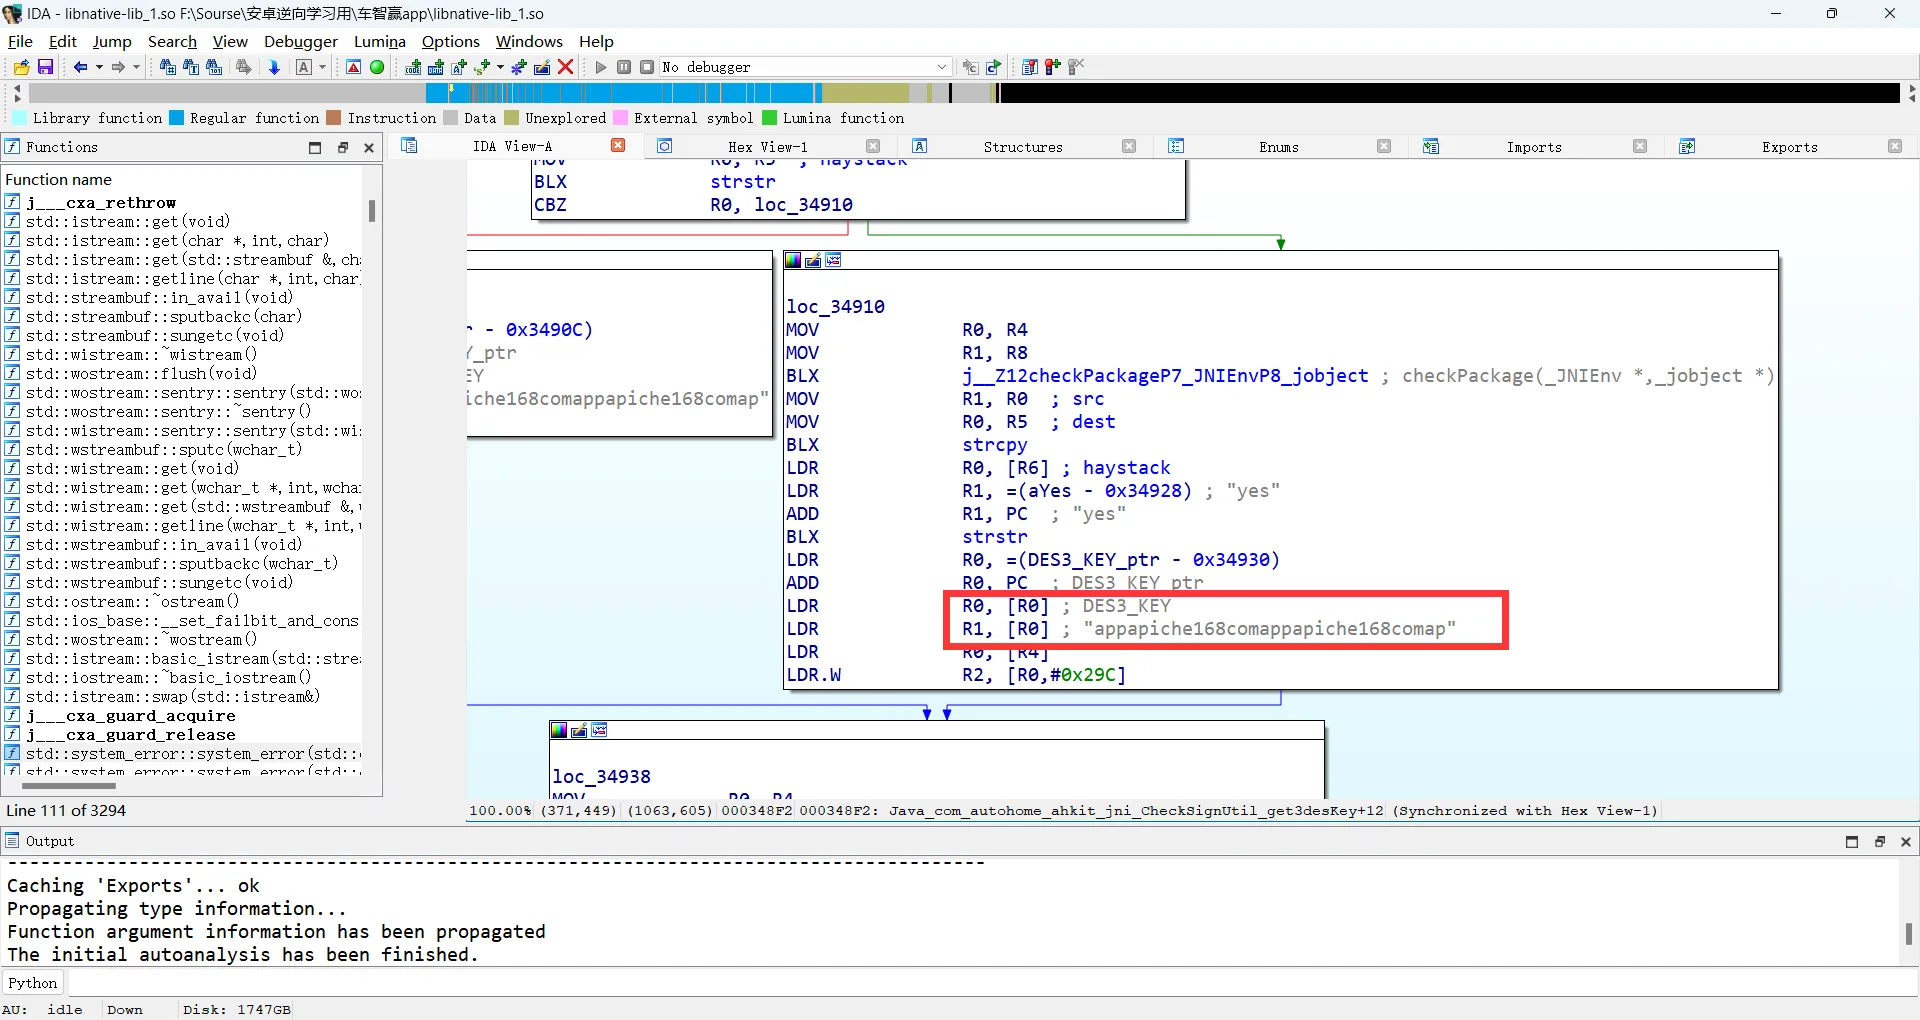 IDA - libnative-lib_1.so F:\Sourse\安卓逆向学习用\车智赢app\libnative-lib_1.so
File Edit Jump Search View Debugger Lumina Options Windows Help
No debugger
Library function Regular function Instruction Data Unexplored External symbol Lumina function
Functions
IDA View-A Hex View-1 Structures Enums Imports Exports
Function name
j___cxa_rethrow
std::istream::get(void)
std::istream::get(char *,int,char)
std::istream::get(std::streambuf &,ch
std::istream::getline(char *,int,char
std::streambuf::in_avail(void)
std::streambuf::sputbackc(char)
std::streambuf::sungetc(void)
std::wistream::~wistream()
std::wostream::flush(void)
std::wostream::sentry::sentry(std::wo
std::wostream::sentry::~sentry()
std::wistream::sentry::sentry(std::wi
std::wstreambuf::sputc(wchar_t)
std::wistream::get(void)
std::wistream::get(wchar_t *,int,wcha
std::wistream::get(std::wstreambuf &,
std::wistream::getline(wchar_t *,int,
std::wstreambuf::in_avail(void)
std::wstreambuf::sputbackc(wchar_t)
std::wstreambuf::sungetc(void)
std::ostream::~ostream()
std::ios_base::__set_failbit_and_cons
std::wostream::~wostream()
std::istream::basic_istream(std::stre
std::iostream::~basic_iostream()
std::istream::swap(std::istream&)
j___cxa_guard_acquire
j___cxa_guard_release
std::system_error::system_error(std::
std::system_error::system_error(std::
Line 111 of 3294
MOV R0, R5 ; haystack
BLX strstr
CBZ R0, loc_34910
- 0x3490C)
Y_ptr
EY
iche168comappapiche168comap"
loc_34910
MOV R0, R4
MOV R1, R8
BLX j__Z12checkPackageP7_JNIEnvP8_jobject ; checkPackage(_JNIEnv *,_jobject *)
MOV R1, R0 ; src
MOV R0, R5 ; dest
BLX strcpy
LDR R0, [R6] ; haystack
LDR R1, =(aYes - 0x34928) ; "yes"
ADD R1, PC ; "yes"
BLX strstr
LDR R0, =(DES3_KEY_ptr - 0x34930)
ADD R0, PC ; DES3_KEY_ptr
LDR R0, [R0] ; DES3_KEY
LDR R1, [R0] ; "appapiche168comappapiche168comap"
LDR R0, [R4]
LDR.W R2, [R0,#0x29C]
loc_34938
MOV R0, R4
100.00% (371,449) (1063,605) 000348F2 000348F2: Java_com_autohome_ahkit_jni_CheckSignUtil_get3desKey+12 (Synchronized with Hex View-1)
Output
Caching 'Exports'... ok
Propagating type information...
Function argument information has been propagated
The initial autoanalysis has been finished.
Python
AU: idle Down Disk: 1747GB